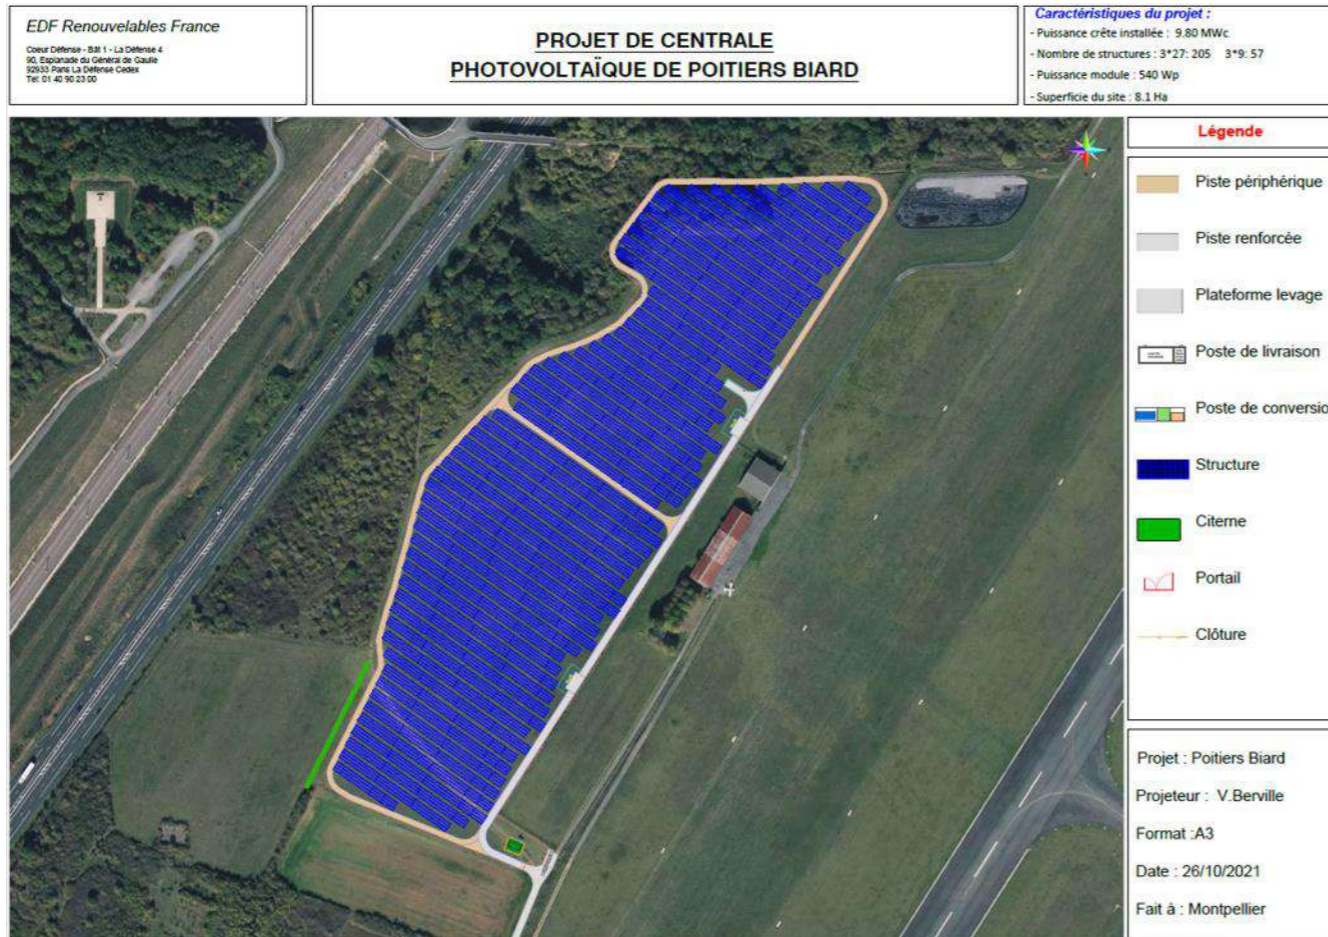 EDF Renouvelables France
Coeur Défense - Bât 1 - La Défense 4
90, Esplanade du Général de Gaulle
92933 Paris La Défense Cedex
Tel: 01 40 90 23 00
PROJET DE CENTRALE
PHOTOVOLTAÏQUE DE POITIERS BIARD
Caractéristiques du projet :
- Puissance crête installée : 9.80 MWc
- Nombre de structures : 3*27: 205 3*9: 57
- Puissance module : 540 Wp
- Superficie du site : 8.1 Ha
Légende
Piste périphérique
Piste renforcée
Plateforme levage
Poste de livraison
Poste de conversio
Structure
Citerne
Portail
Clôture
Projet : Poitiers Biard
Projeteur : V.Berville
Format :A3
Date : 26/10/2021
Fait à : Montpellier